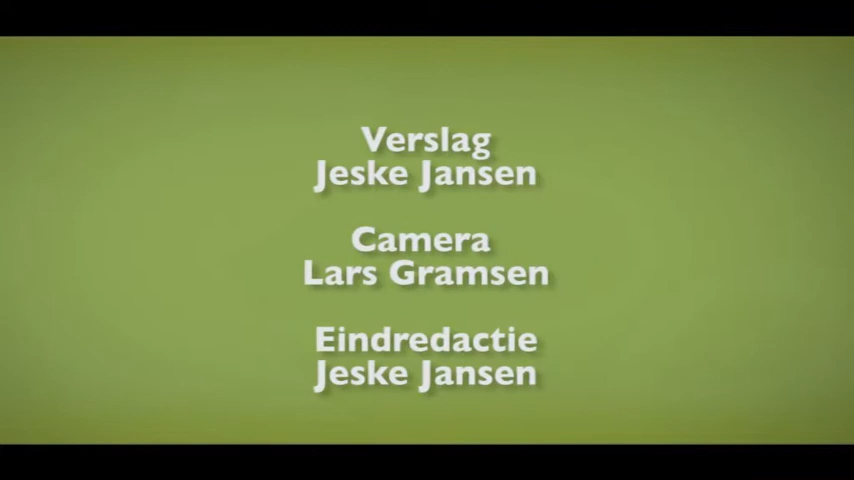 Verslag
Jeske Jansen
Camera
Lars Gramsen
Eindredactie
Jeske Jansen